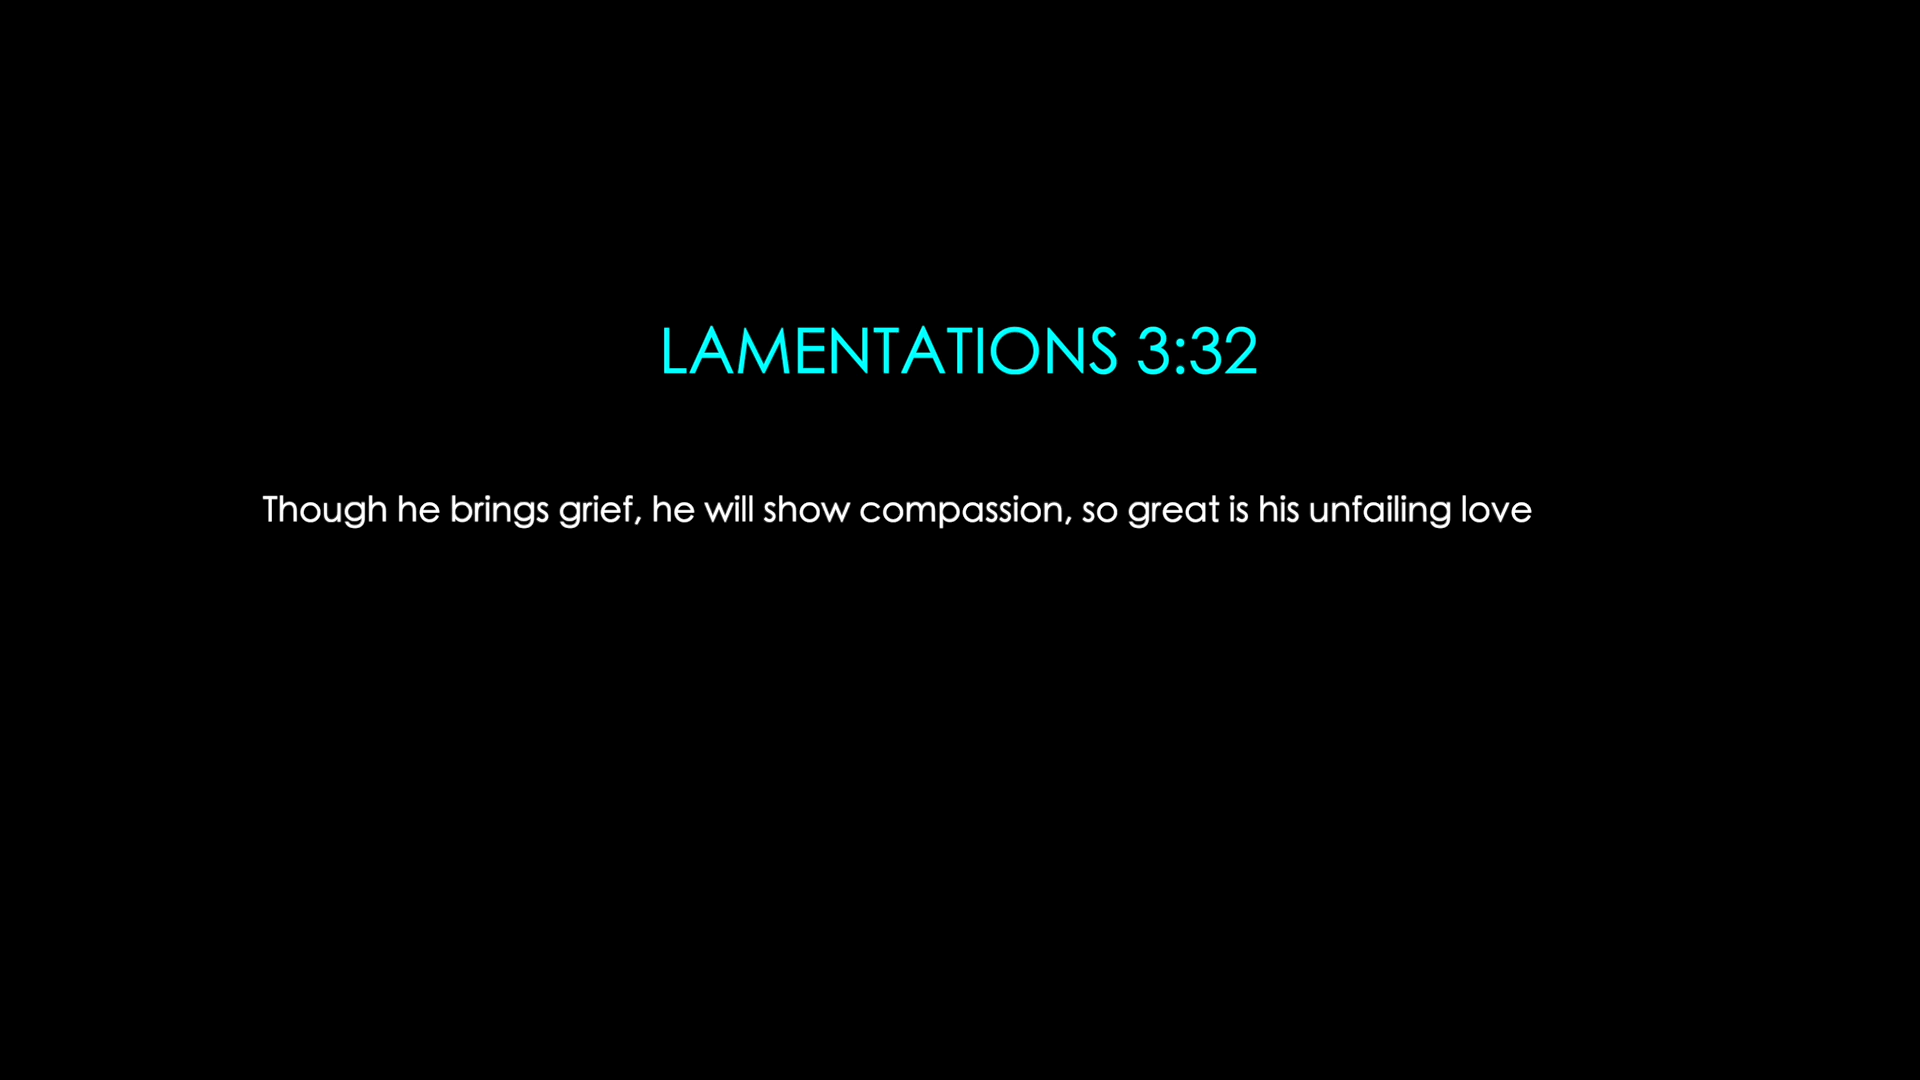 LAMENTATIONS 3:32
Though he brings grief, he will show compassion, so great is his unfailing love